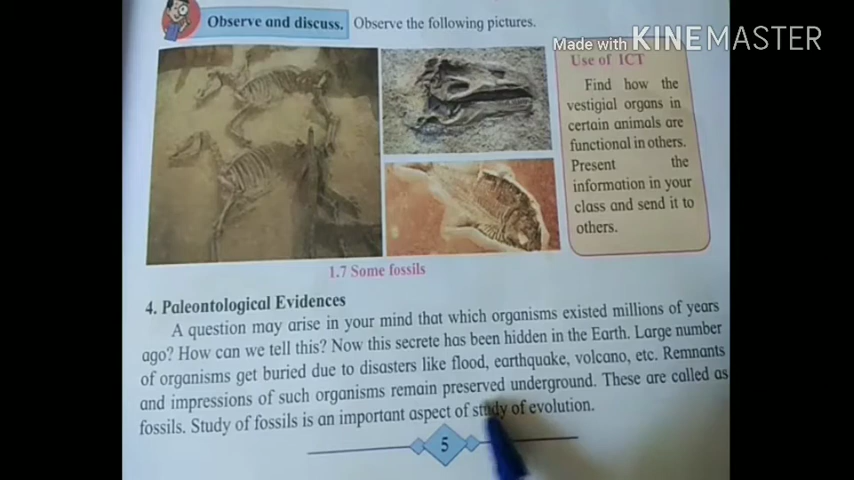 Observe and discuss. Observe the following pictures.
Made with KINEMASTER
Use of ICT
Find how the
vestigial organs in
certain animals are
functional in others.
Present the
information in your
class and send it to
others.
1.7 Some fossils
4. Paleontological Evidences
A question may arise in your mind that which organisms existed millions of years
ago? How can we tell this? Now this secrete has been hidden in the Earth. Large number
of organisms get buried due to disasters like flood, earthquake, volcano, etc. Remnants
and impressions of such organisms remain preserved underground. These are called as
fossils. Study of fossils is an important aspect of study of evolution.
5